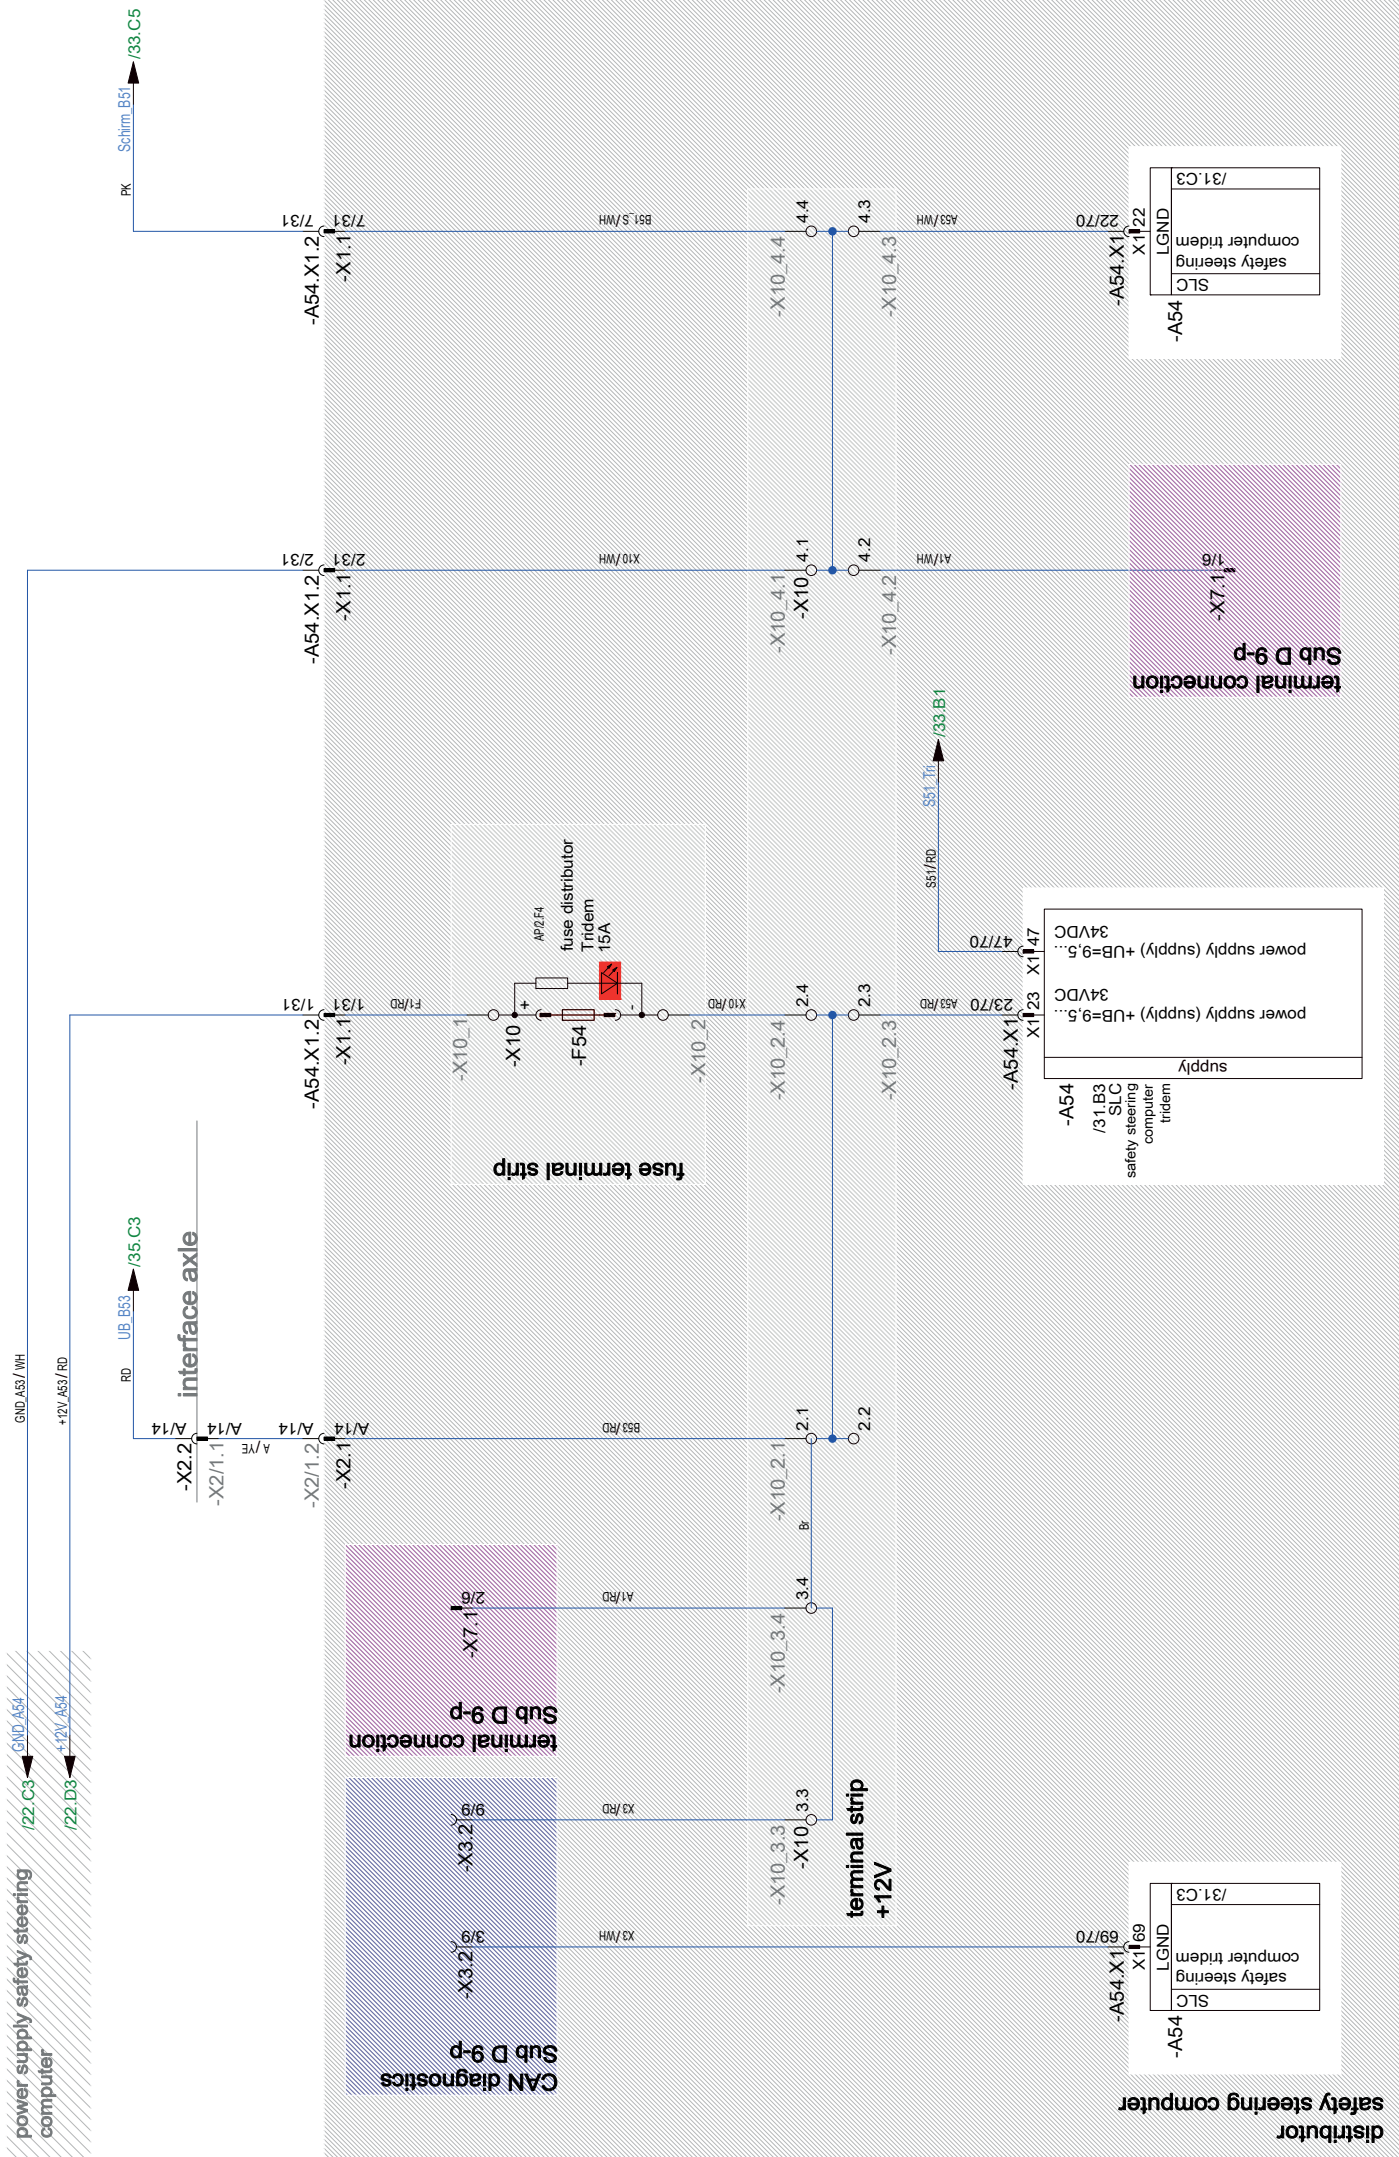 power supply safety steering
computer
/22.C3
GND_A54
GND_A53/ WH
/22.D3
+12V_A54
+12V_A53/RD
RD
UB_B53
/35.C3
PK
Schirm_B51
/33.C5
interface axle
-X2.2
A/14
-X2/1.1
A/14
A/YE
-X2/1.2
A/14
-X2.1
A/14
-A54.X1.2
1/31
-X1.1
1/31
-A54.X1.2
2/31
-X1.1
2/31
-A54.X1.2
7/31
-X1.1
7/31
CAN diagnostics
Sub D 9-p
-X3.2
3/9
-X3.2
9/9
terminal connection
Sub D 9-p
-X7.1
2/6
X3/WH
X3/RD
A1/RD
B53/RD
F1/RD
X10/WH
B51_S/WH
fuse terminal strip
-X10_1
-X10
+
-F54
-
-X10_2
AP/2.F4
fuse distributor
Tridem
15A
X10/RD
-X10_3.3
-X10
3.3
-X10_3.4
3.4
Br
-X10_2.1
2.1
2.2
-X10_2.4
2.4
-X10_2.3
2.3
-X10_4.1
-X10
4.1
-X10_4.2
4.2
-X10_4.4
4.4
-X10_4.3
4.3
terminal strip
+12V
A53/RD
S51/RD
S51_Tri
/33.B1
A1/WH
A53/WH
-A54.X1
69/70
X1
69
LGND
-A54
SLC
safety steering
computer tridem
/31.C3
-A54.X1
23/70
X1
23
47/70
X1
47
-A54
/31.B3
SLC
safety steering
computer
tridem
supply
power supply (supply) +UB=9,5...
34VDC
power supply (supply) +UB=9,5...
34VDC
terminal connection
Sub D 9-p
-X7.1
1/6
-A54.X1
22/70
X1
22
LGND
-A54
SLC
safety steering
computer tridem
/31.C3
distributor
safety steering computer